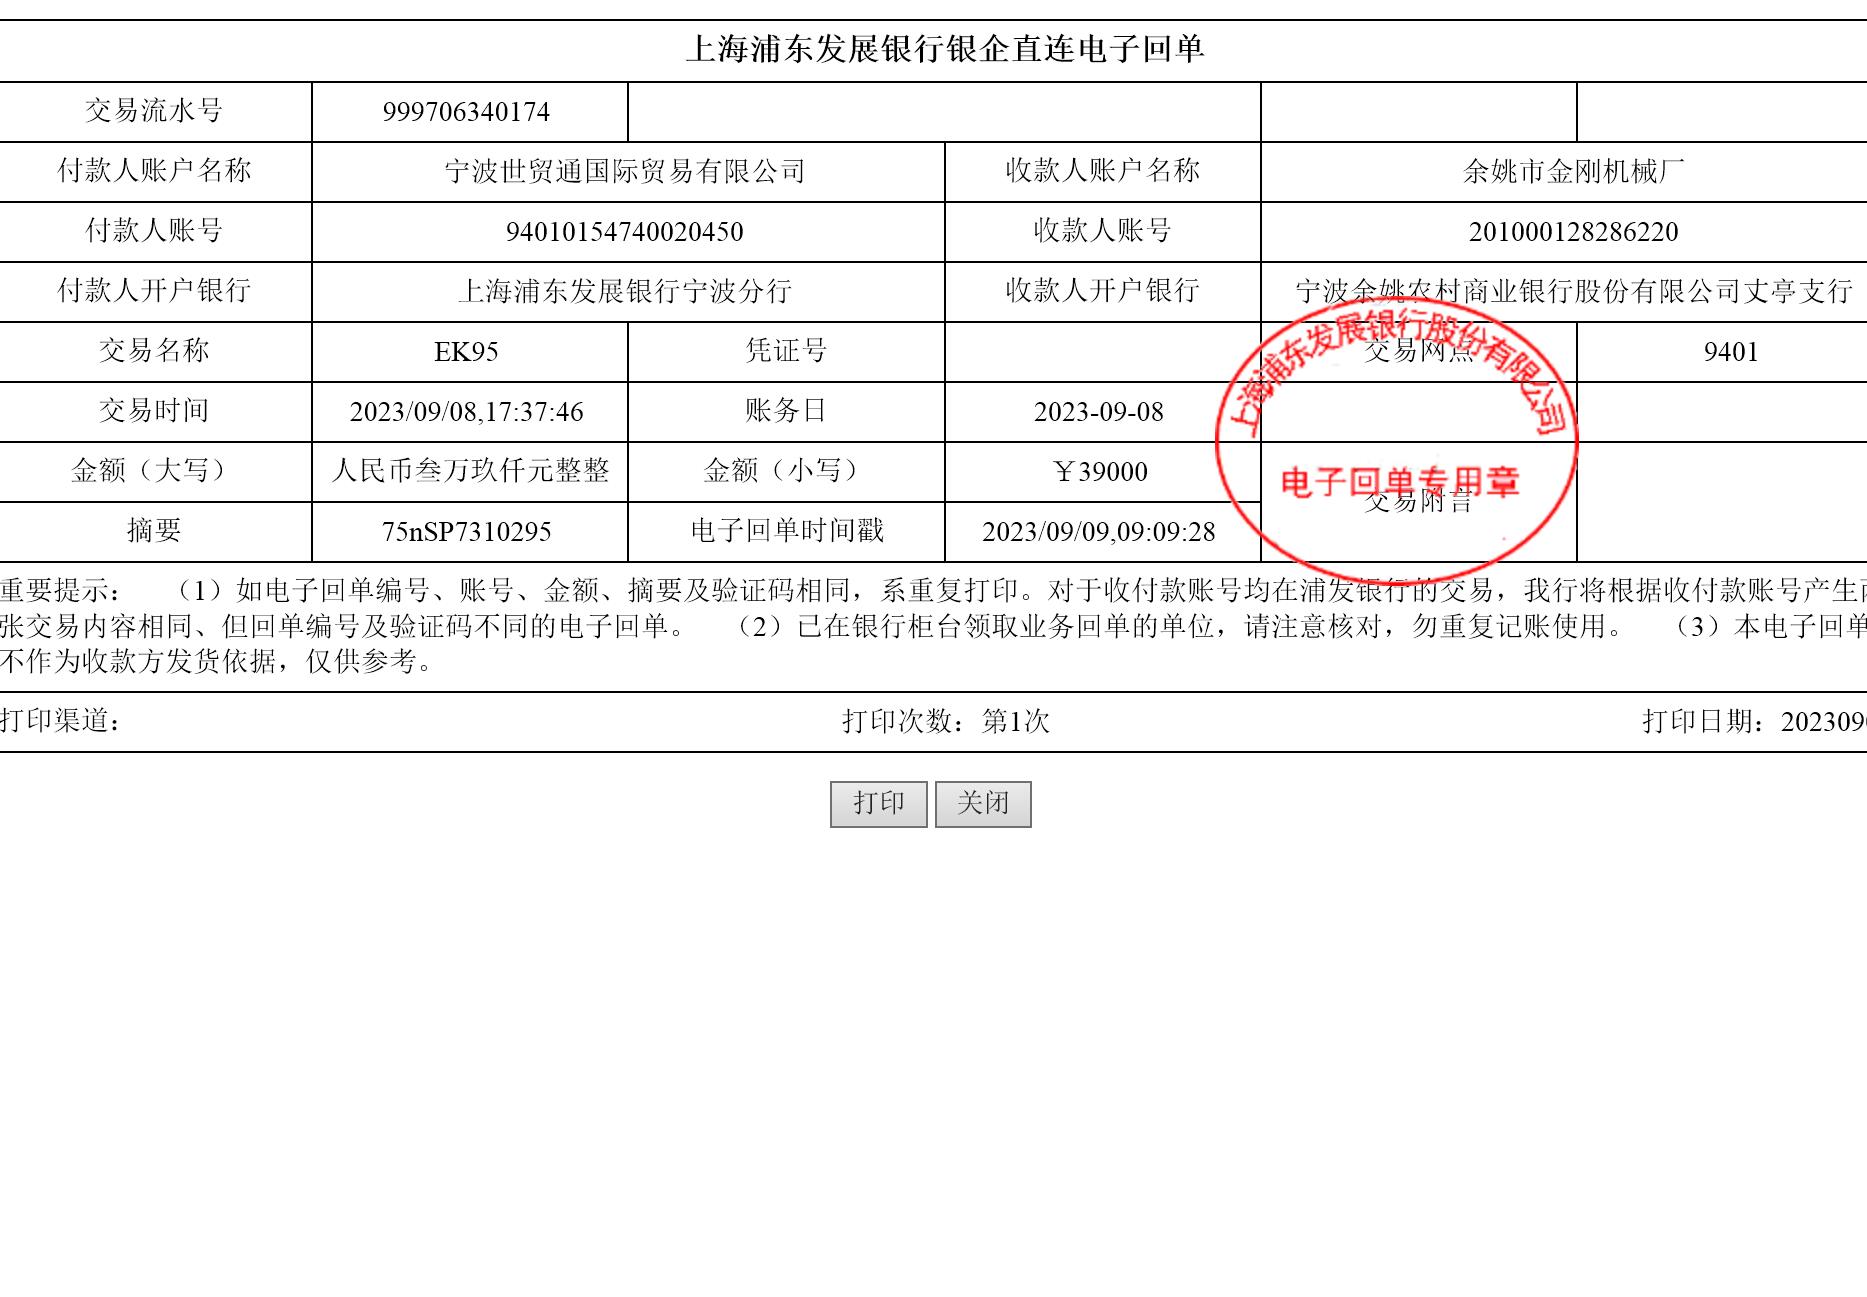 上海浦东发展银行银企直连电子回单
交易流水号 999706340174
付款人账户名称 宁波世贸通国际贸易有限公司 收款人账户名称 余姚市金刚机械厂
付款人账号 94010154740020450 收款人账号 201000128286220
付款人开户银行 上海浦东发展银行宁波分行 收款人开户银行 宁波余姚农村商业银行股份有限公司丈亭支行
交易名称 EK95 凭证号 交易网点 9401
上海浦东发展银行股份有限公司
交易时间 2023/09/08,17:37:46 账务日 2023-09-08
金额（大写） 人民币叁万玖仟元整整 金额（小写） ￥39000
电子回单专用章
交易附言
摘要 75nSP7310295 电子回单时间戳 2023/09/09,09:09:28
重要提示： （1）如电子回单编号、账号、金额、摘要及验证码相同，系重复打印。对于收付款账号均在浦发银行的交易，我行将根据收付款账号产生两
张交易内容相同、但回单编号及验证码不同的电子回单。 （2）已在银行柜台领取业务回单的单位，请注意核对，勿重复记账使用。 （3）本电子回单
不作为收款方发货依据，仅供参考。
打印渠道： 打印次数：第1次 打印日期：202309
打印 关闭